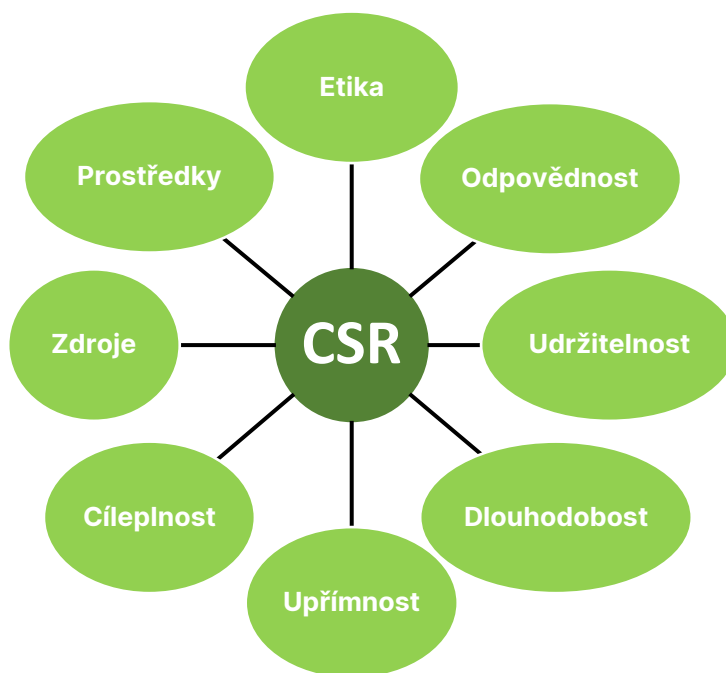 Etika
Prostředky
Odpovědnost
Zdroje
CSR
Udržitelnost
Cíleplnost
Dlouhodobost
Upřímnost